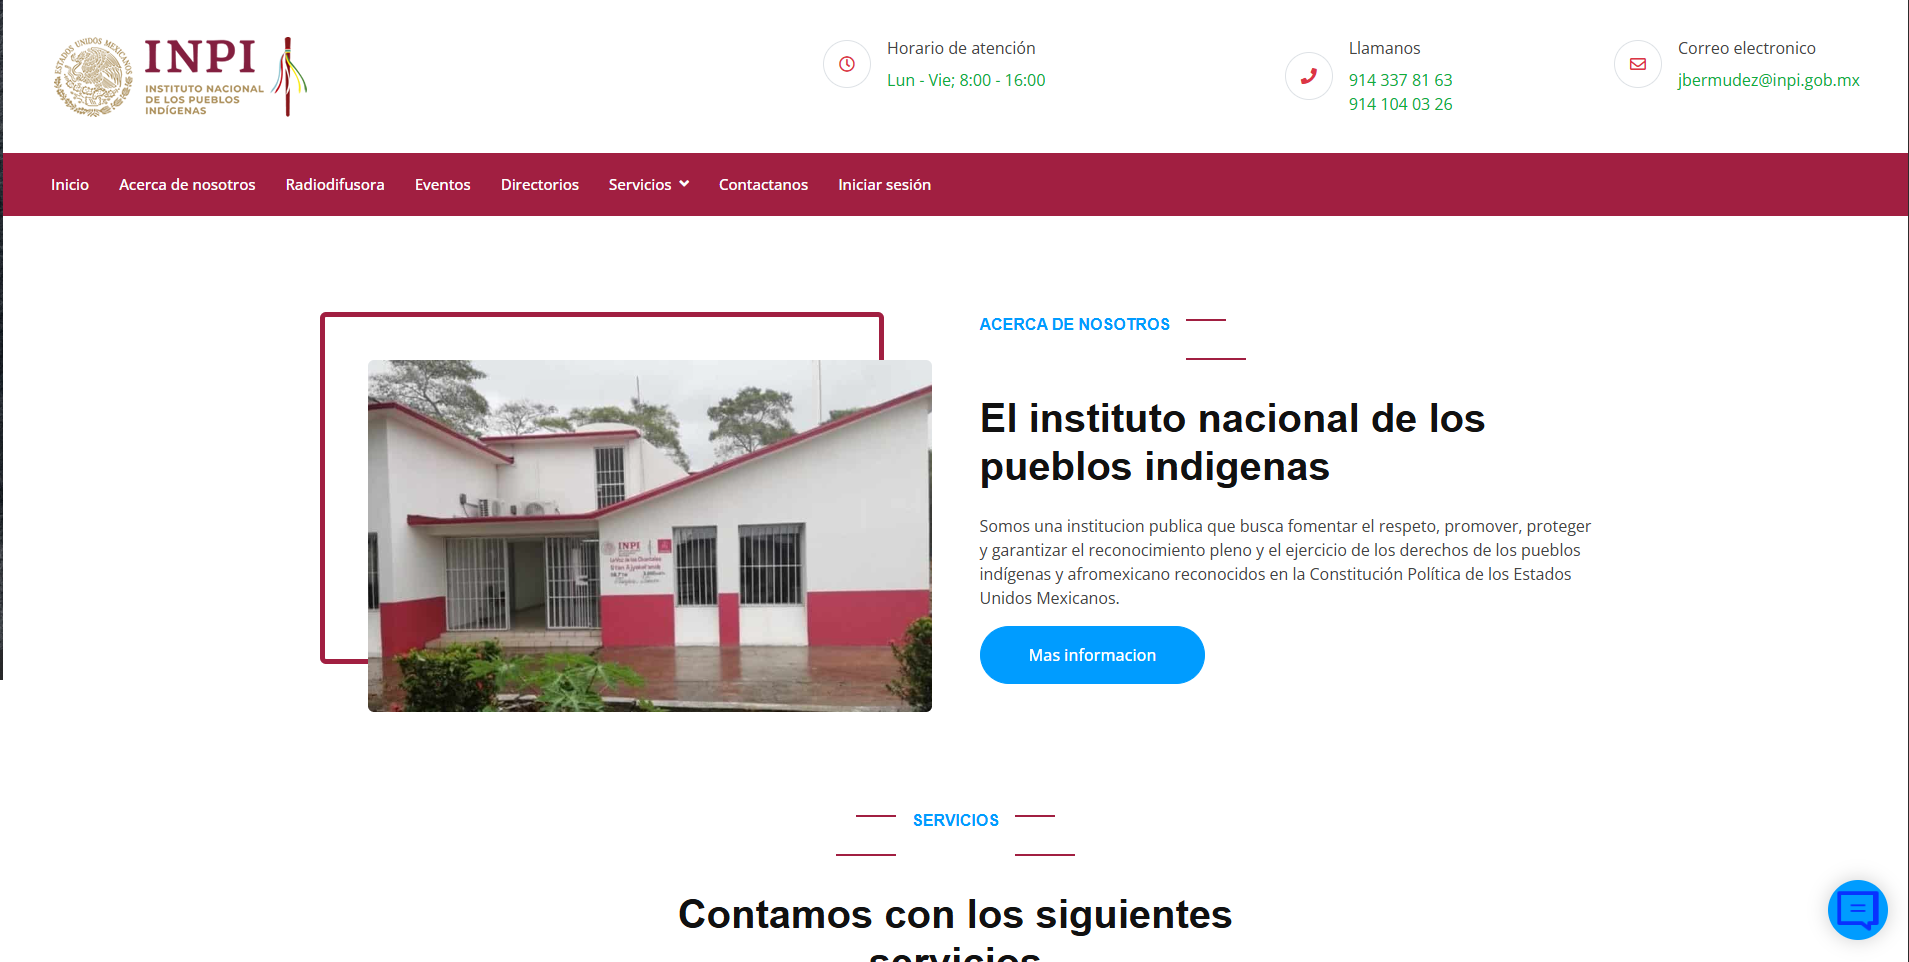 ESTADOS UNIDOS MEXICANOS
INPI
INSTITUTO NACIONAL
DE LOS PUEBLOS
INDÍGENAS
Horario de atención
Lun - Vie; 8:00 - 16:00
Llamanos
914 337 81 63
914 104 03 26
Correo electronico
jbermudez@inpi.gob.mx
Inicio
Acerca de nosotros
Radiodifusora
Eventos
Directorios
Servicios
Contactanos
Iniciar sesión
INPI
ACERCA DE NOSOTROS
El instituto nacional de los
pueblos indigenas
Somos una institucion publica que busca fomentar el respeto, promover, proteger
y garantizar el reconocimiento pleno y el ejercicio de los derechos de los pueblos
indígenas y afromexicano reconocidos en la Constitución Política de los Estados
Unidos Mexicanos.
Mas informacion
SERVICIOS
Contamos con los siguientes
servicios